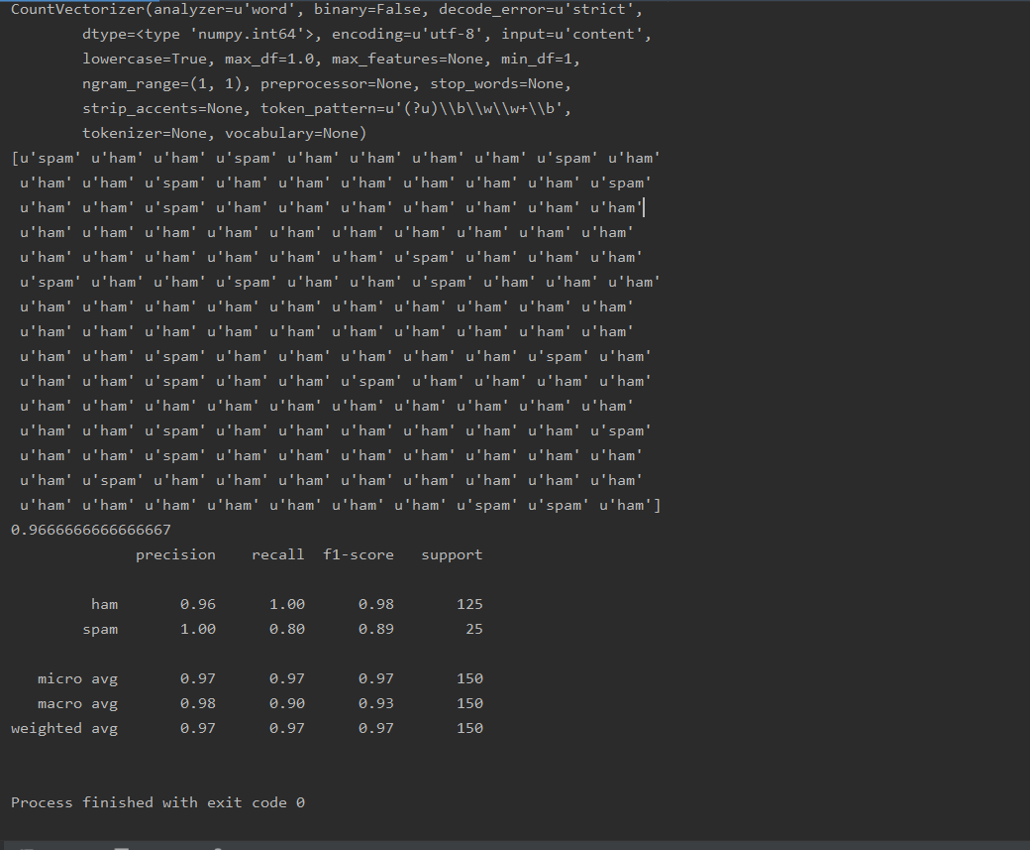 CountVectorizer(analyzer=u'word', binary=False, decode_error=u'strict',
dtype=<type 'numpy.int64'>, encoding=u'utf-8', input=u'content',
lowercase=True, max_df=1.0, max_features=None, min_df=1,
ngram_range=(1, 1), preprocessor=None, stop_words=None,
strip_accents=None, token_pattern=u'(?u)\\b\\w\\w+\\b',
tokenizer=None, vocabulary=None)
[u'spam' u'ham' u'ham' u'spam' u'ham' u'ham' u'ham' u'ham' u'spam' u'ham'
u'ham' u'ham' u'spam' u'ham' u'ham' u'ham' u'ham' u'ham' u'ham' u'spam'
u'ham' u'ham' u'spam' u'ham' u'ham' u'ham' u'ham' u'ham' u'ham' u'ham'
u'ham' u'ham' u'ham' u'ham' u'ham' u'ham' u'ham' u'ham' u'ham' u'ham'
u'ham' u'ham' u'ham' u'ham' u'ham' u'ham' u'spam' u'ham' u'ham' u'ham'
u'spam' u'ham' u'ham' u'spam' u'ham' u'ham' u'spam' u'ham' u'ham' u'ham'
u'ham' u'ham' u'ham' u'ham' u'ham' u'ham' u'ham' u'ham' u'ham' u'ham'
u'ham' u'ham' u'ham' u'ham' u'ham' u'ham' u'ham' u'ham' u'ham' u'ham'
u'ham' u'ham' u'spam' u'ham' u'ham' u'ham' u'ham' u'ham' u'spam' u'ham'
u'ham' u'ham' u'spam' u'ham' u'ham' u'spam' u'ham' u'ham' u'ham' u'ham'
u'ham' u'ham' u'ham' u'ham' u'ham' u'ham' u'ham' u'ham' u'ham' u'ham'
u'ham' u'ham' u'spam' u'ham' u'ham' u'ham' u'ham' u'ham' u'ham' u'spam'
u'ham' u'ham' u'spam' u'ham' u'ham' u'ham' u'ham' u'ham' u'ham' u'ham'
u'ham' u'spam' u'ham' u'ham' u'ham' u'ham' u'ham' u'ham' u'ham' u'ham'
u'ham' u'ham' u'ham' u'ham' u'ham' u'ham' u'ham' u'spam' u'spam' u'ham']
0.9666666666666667
precision recall f1-score support
ham 0.96 1.00 0.98 125
spam 1.00 0.80 0.89 25
micro avg 0.97 0.97 0.97 150
macro avg 0.98 0.90 0.93 150
weighted avg 0.97 0.97 0.97 150
Process finished with exit code 0